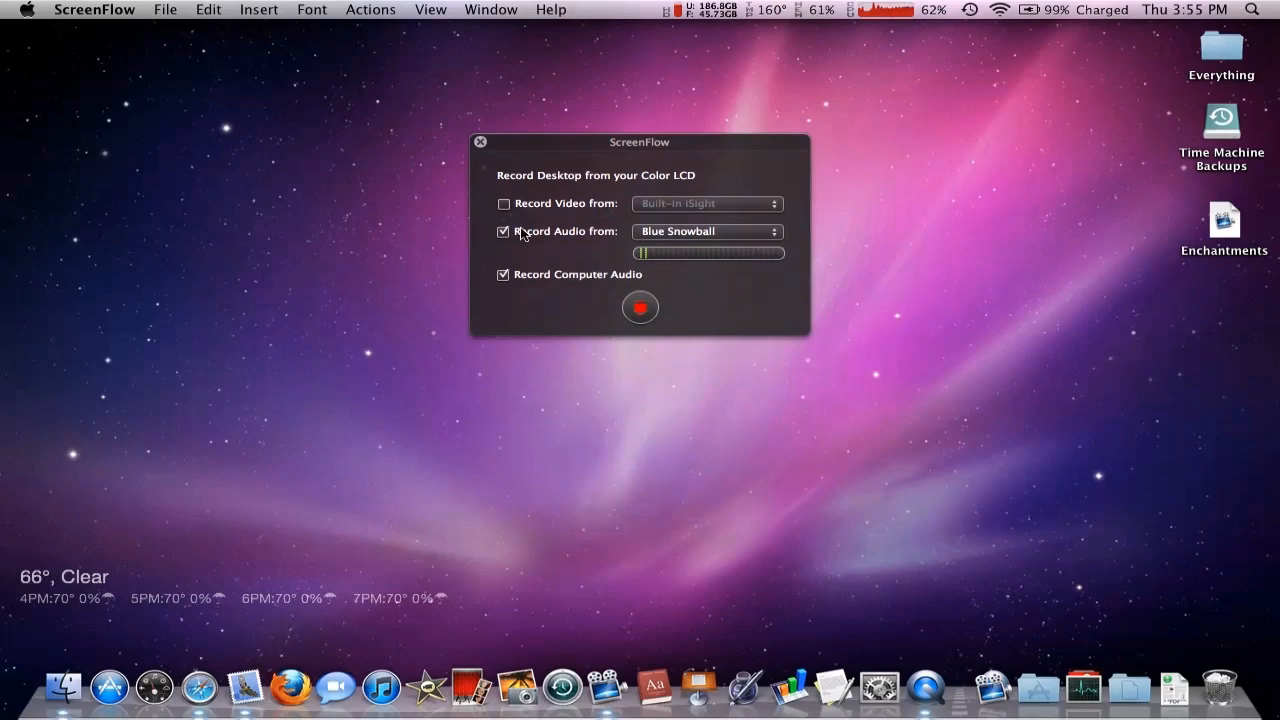 ScreenFlow File Edit Insert Font Actions View Window Help U: 186.8GB F: 45.73GB 160° 61% 62% 99% Charged Thu 3:55 PM
Everything
Time Machine
Backups
Enchantments
ScreenFlow
Record Desktop from your Color LCD
Record Video from: Built-in iSight
Record Audio from: Blue Snowball
Record Computer Audio
66°, Clear
4PM:70° 0% 5PM:70° 0% 6PM:70° 0% 7PM:70° 0%
Aa
PDF